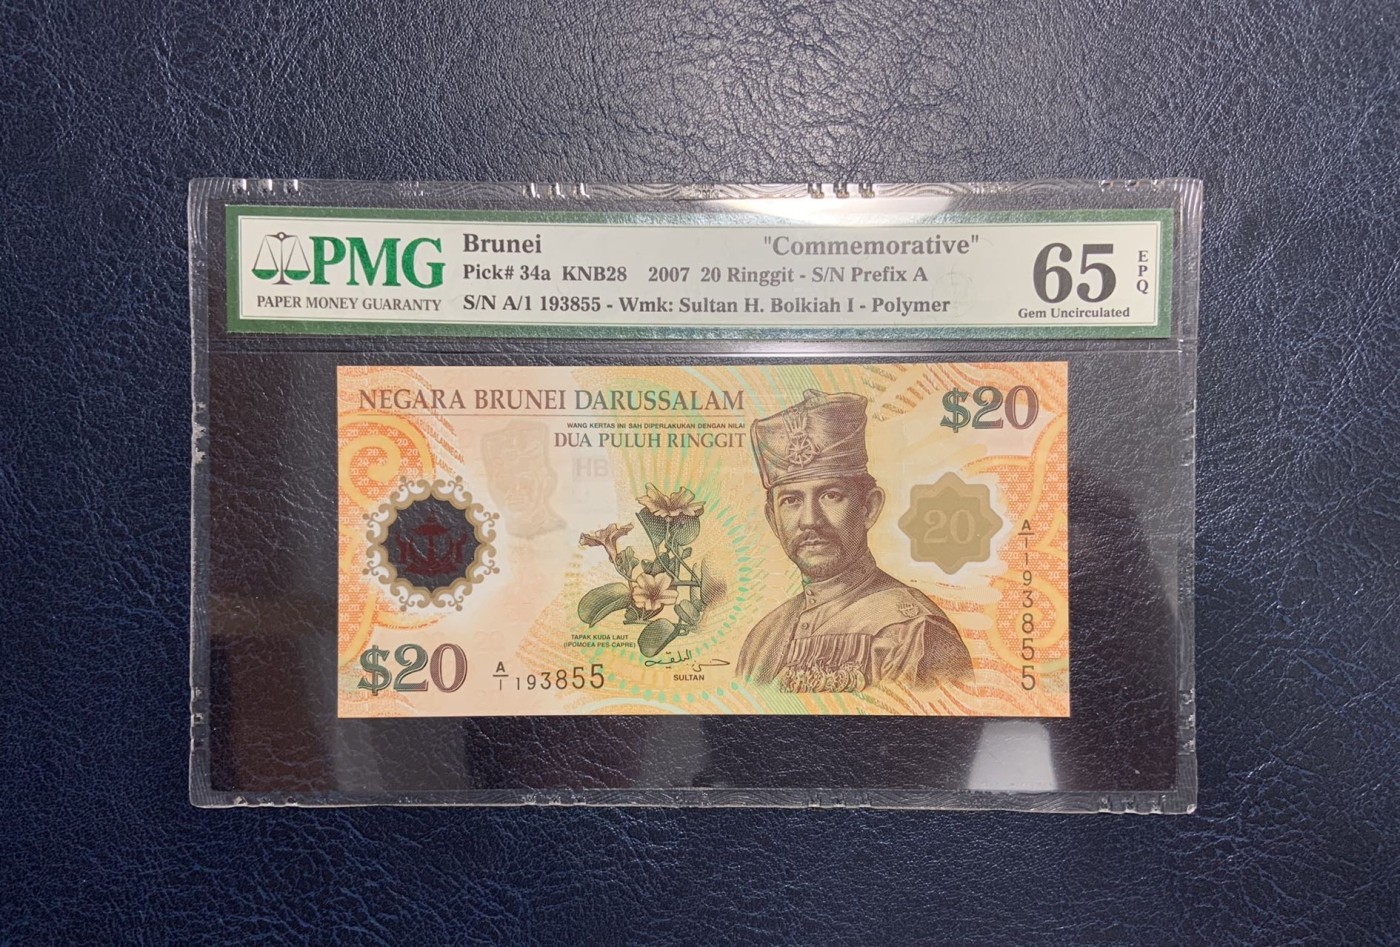 PMG
PAPER MONEY GUARANTY
Brunei "Commemorative"
Pick# 34a KNB28 2007 20 Ringgit - S/N Prefix A
S/N A/1 193855 - Wmk: Sultan H. Bolkiah I - Polymer
65
EPQ
Gem Uncirculated
NEGARA BRUNEI DARUSSALAM
WANG KERTAS INI SAH DIPERLAKUKAN DENGAN NILAI
DUA PULUH RINGGIT
$20
HB
20
A/1 193855
TAPAK KUDA LAUT
(IPOMOEA PES-CAPRE)
SULTAN
$20
A/1 193855